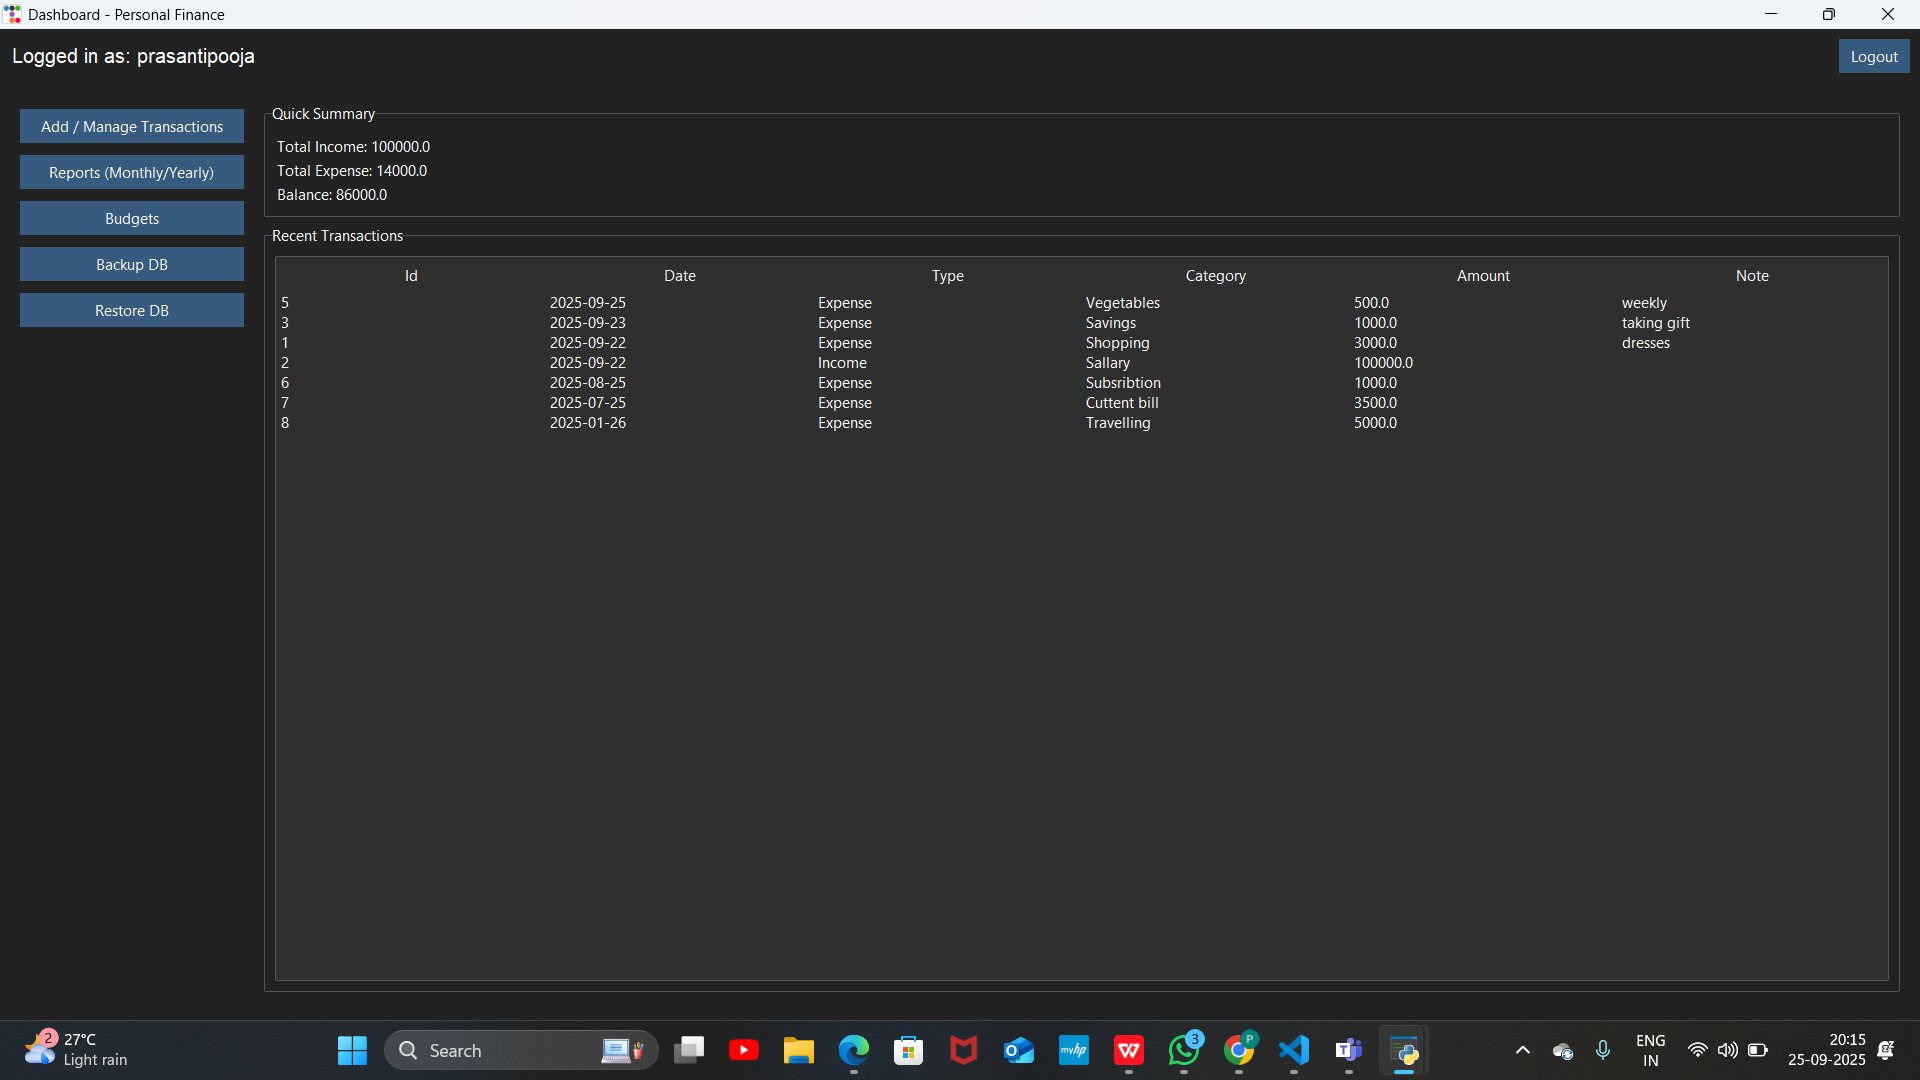 Dashboard - Personal Finance
Logged in as: prasantipooja
Logout
Add / Manage Transactions
Reports (Monthly/Yearly)
Budgets
Backup DB
Restore DB
Quick Summary
Total Income: 100000.0
Total Expense: 14000.0
Balance: 86000.0
Recent Transactions
Id Date Type Category Amount Note
5 2025-09-25 Expense Vegetables 500.0 weekly
3 2025-09-23 Expense Savings 1000.0 taking gift
1 2025-09-22 Expense Shopping 3000.0 dresses
2 2025-09-22 Income Sallary 100000.0
6 2025-08-25 Expense Subsribtion 1000.0
7 2025-07-25 Expense Cuttent bill 3500.0
8 2025-01-26 Expense Travelling 5000.0
2
27°C
Light rain
Search
myhp
W
3
P
T
ENG
IN
20:15
25-09-2025